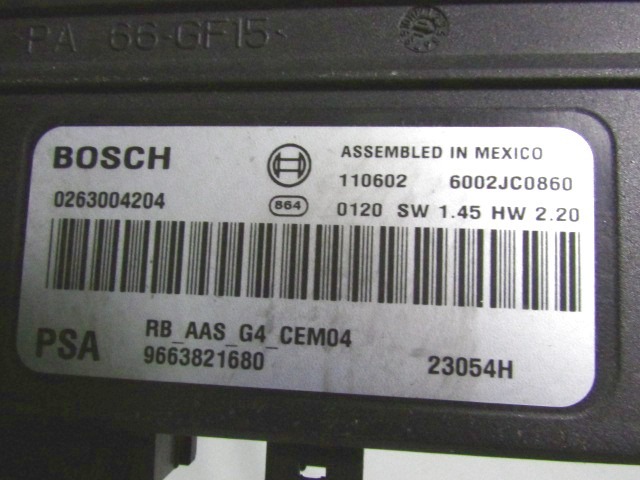 >PA 66-GF15<
BOSCH
ASSEMBLED IN MEXICO
110602 6002JC0860
0263004204
864
0120 SW 1.45 HW 2.20
PSA
RB_AAS_G4_CEM04
9663821680
23054H